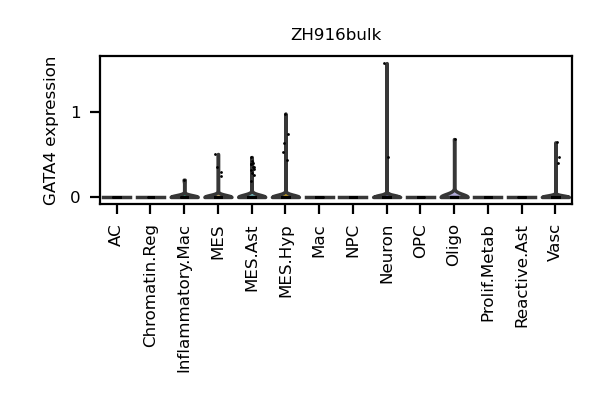 ZH916bulk
GATA4 expression
1
0
AC
Chromatin.Reg
Inflammatory.Mac
MES
MES.Ast
MES.Hyp
Mac
NPC
Neuron
OPC
Oligo
Prolif.Metab
Reactive.Ast
Vasc